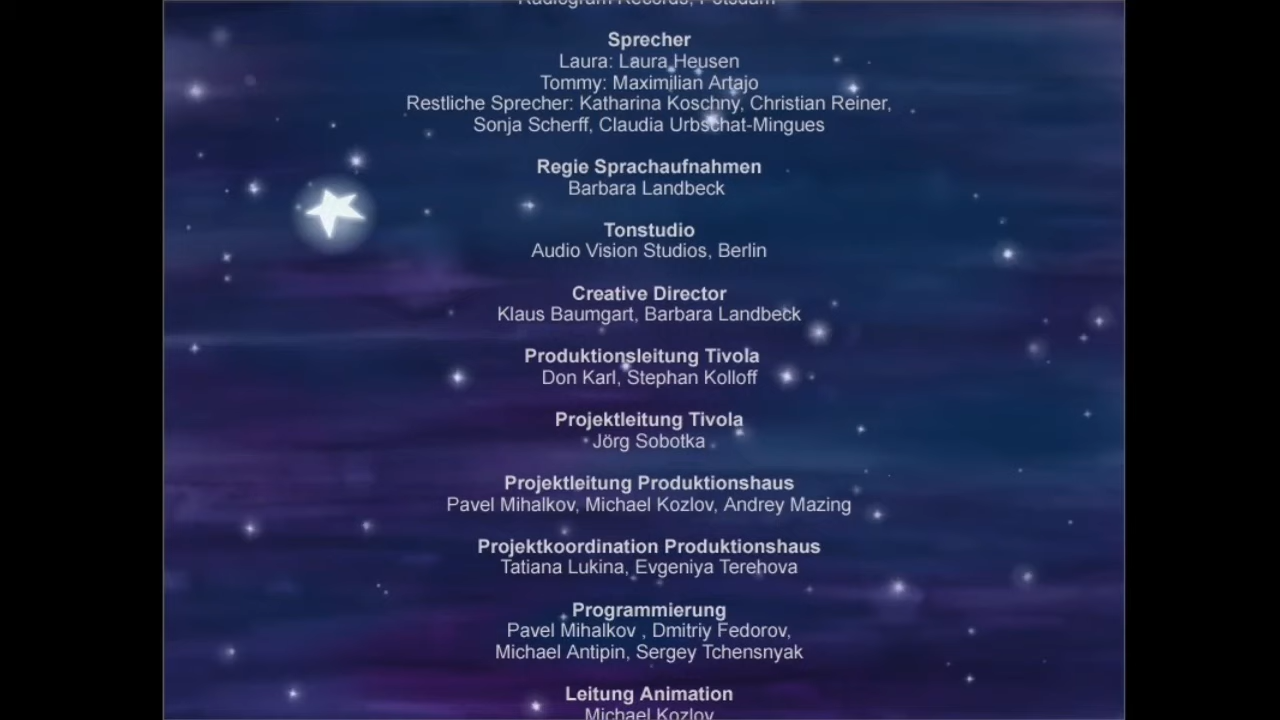 Radiogram Records, Potsdam
Sprecher
Laura: Laura Heusen
Tommy: Maximilian Artajo
Restliche Sprecher: Katharina Koschny, Christian Reiner,
Sonja Scherff, Claudia Urbschat-Mingues
Regie Sprachaufnahmen
Barbara Landbeck
Tonstudio
Audio Vision Studios, Berlin
Creative Director
Klaus Baumgart, Barbara Landbeck
Produktionsleitung Tivola
Don Karl, Stephan Kolloff
Projektleitung Tivola
Jörg Sobotka
Projektleitung Produktionshaus
Pavel Mihalkov, Michael Kozlov, Andrey Mazing
Projektkoordination Produktionshaus
Tatiana Lukina, Evgeniya Terehova
Programmierung
Pavel Mihalkov , Dmitriy Fedorov,
Michael Antipin, Sergey Tchensnyak
Leitung Animation
Michael Kozlov